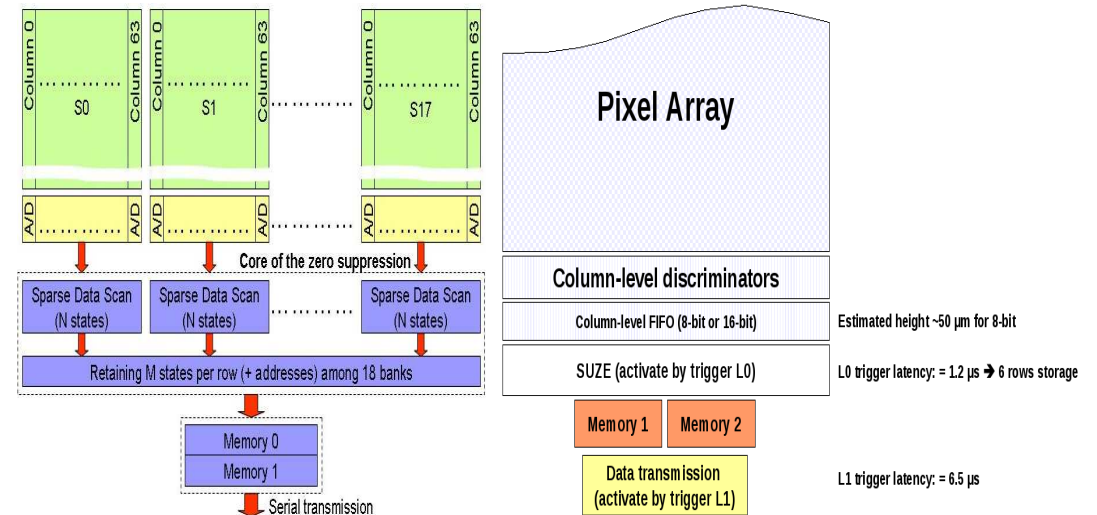 Column 0
S0
Column 63
Column 0
S1
Column 63
Column 0
S17
Column 63
A/D
A/D
A/D
A/D
A/D
A/D
Core of the zero suppression
Sparse Data Scan
(N states)
Sparse Data Scan
(N states)
Sparse Data Scan
(N states)
Retaining M states per row (+ addresses) among 18 banks
Memory 0
Memory 1
Serial transmission
Pixel Array
Column-level discriminators
Column-level FIFO (8-bit or 16-bit)
Estimated height ~50 µm for 8-bit
SUZE (activate by trigger L0)
L0 trigger latency: = 1.2 µs ➔ 6 rows storage
Memory 1
Memory 2
Data transmission
(activate by trigger L1)
L1 trigger latency: = 6.5 µs